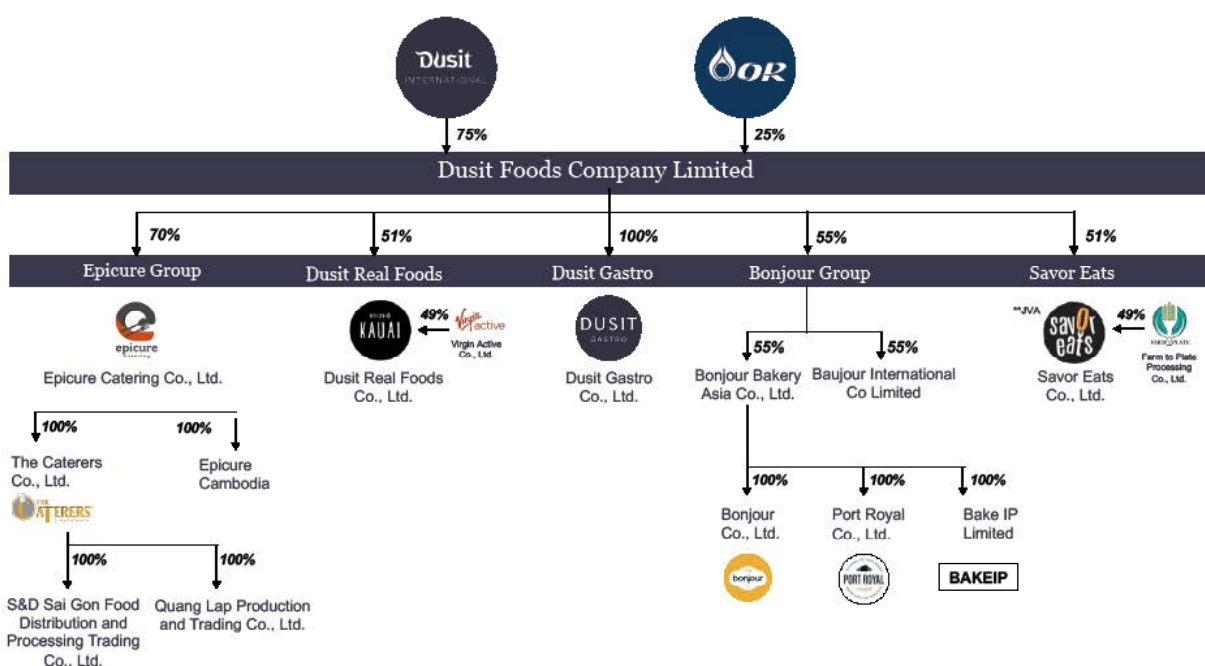 Dusit
INTERNATIONAL
OR
75%
25%
Dusit Foods Company Limited
70%
51%
100%
55%
51%
Epicure Group
Dusit Real Foods
Dusit Gastro
Bonjour Group
Savor Eats
epicure
KAUAI
49%
Virgin
active
Virgin Active
Co., Ltd.
DUSIT
GASTRO
**JVA
savor
eats
49%
FARM PLATE
Farm to Plate
Processing
Co., Ltd.
Epicure Catering Co., Ltd.
Dusit Real Foods
Co., Ltd.
Dusit Gastro
Co., Ltd.
55%
55%
Bonjour Bakery
Asia Co., Ltd.
Baujour International
Co Limited
Savor Eats
Co., Ltd.
100%
100%
The Caterers
Co., Ltd.
Epicure
Cambodia
THE
CATERERS
100%
100%
100%
Bonjour
Co., Ltd.
Port Royal
Co., Ltd.
Bake IP
Limited
bonjour
PORT ROYAL
BAKEIP
100%
100%
S&D Sai Gon Food
Distribution and
Processing Trading
Co., Ltd.
Quang Lap Production
and Trading Co., Ltd.